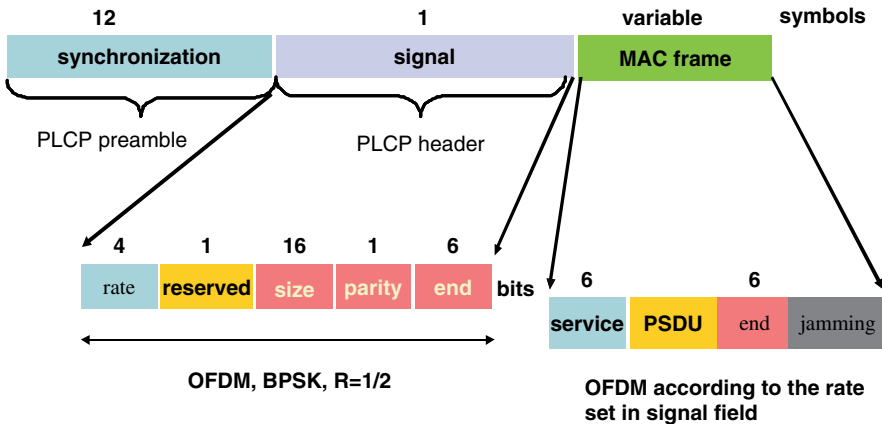 12 1 variable symbols
synchronization signal MAC frame
PLCP preamble PLCP header
4 1 16 1 6
rate reserved size parity end bits
6 6
service PSDU end jamming
OFDM, BPSK, R=1/2
OFDM according to the rate
set in signal field